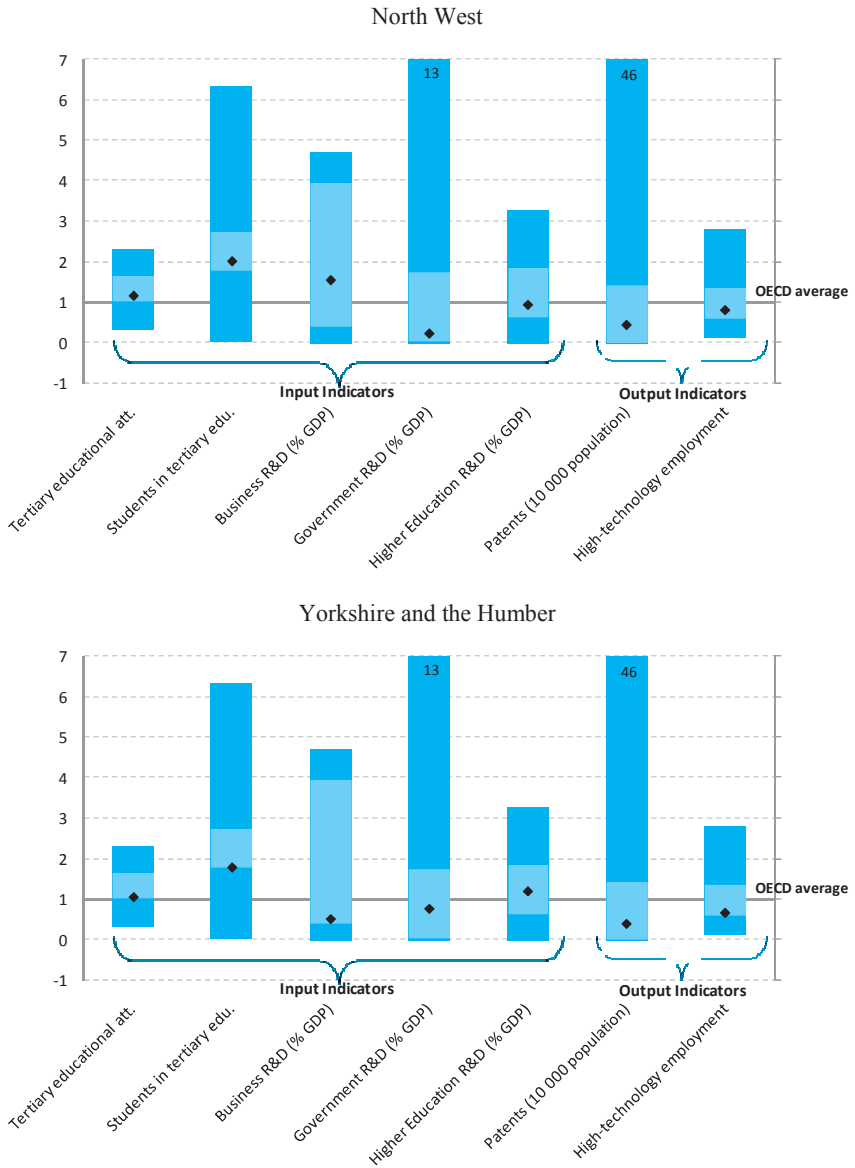 North West
7
13
46
6
5
4
3
2
1
OECD average
0
-1
Input Indicators
Output Indicators
Tertiary educational att.
Students in tertiary edu.
Business R&D (% GDP)
Government R&D (% GDP)
Higher Education R&D (% GDP)
Patents (10 000 population)
High-technology employment
Yorkshire and the Humber
7
13
46
6
5
4
3
2
1
OECD average
0
-1
Input Indicators
Output Indicators
Tertiary educational att.
Students in tertiary edu.
Business R&D (% GDP)
Government R&D (% GDP)
Higher Education R&D (% GDP)
Patents (10 000 population)
High-technology employment